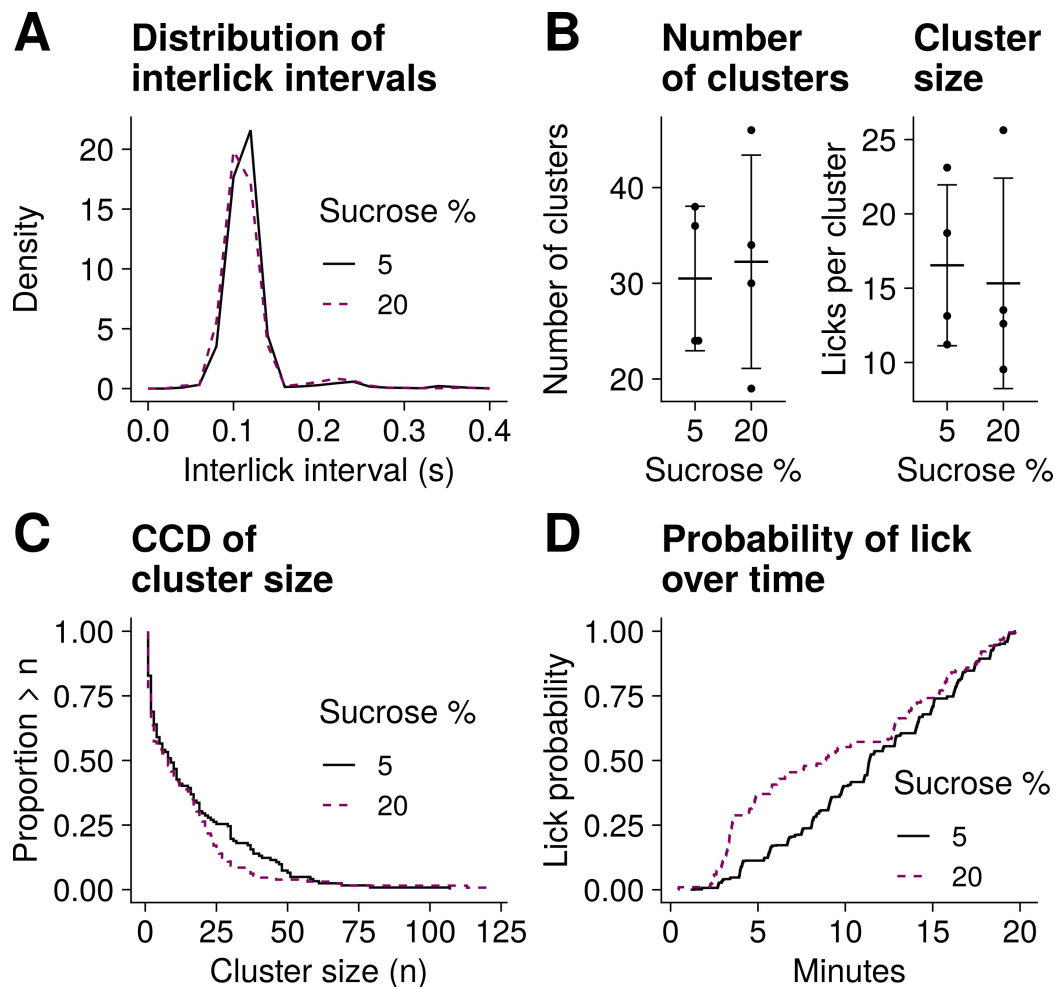 A
Distribution of
interlick intervals
Density
20
15
10
5
0
0.0 0.1 0.2 0.3 0.4
Interlick interval (s)
Sucrose %
5
20
B
Number
of clusters
Number of clusters
40
30
20
5 20
Sucrose %
Cluster
size
Licks per cluster
25
20
15
10
5 20
Sucrose %
C
CCD of
cluster size
Proportion > n
1.00
0.75
0.50
0.25
0.00
0 25 50 75 100 125
Cluster size (n)
Sucrose %
5
20
D
Probability of lick
over time
Lick probability
1.00
0.75
0.50
0.25
0.00
0 5 10 15 20
Minutes
Sucrose %
5
20